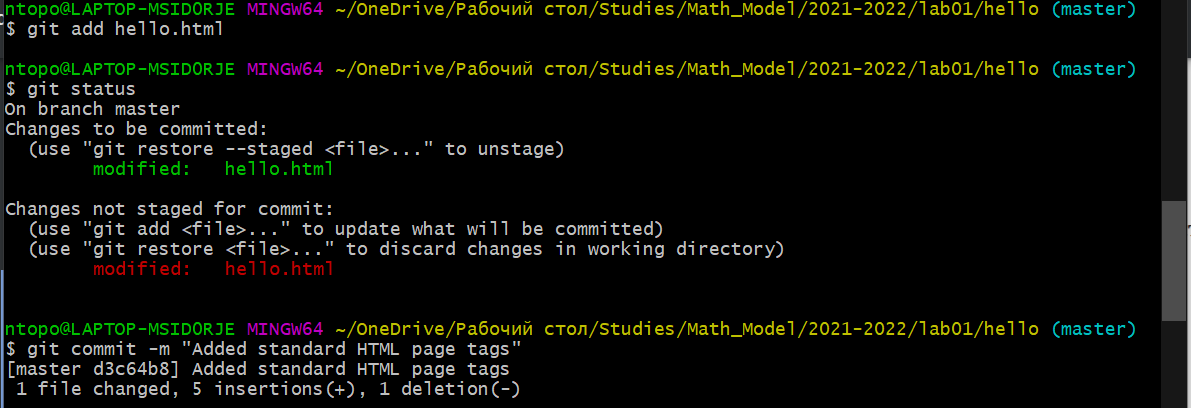 ntopo@LAPTOP-MSIDORJE MINGW64 ~/OneDrive/Рабочий стол/Studies/Math_Model/2021-2022/lab01/hello (master)
$ git add hello.html
ntopo@LAPTOP-MSIDORJE MINGW64 ~/OneDrive/Рабочий стол/Studies/Math_Model/2021-2022/lab01/hello (master)
$ git status
On branch master
Changes to be committed:
  (use "git restore --staged <file>..." to unstage)
        modified:   hello.html
Changes not staged for commit:
  (use "git add <file>..." to update what will be committed)
  (use "git restore <file>..." to discard changes in working directory)
        modified:   hello.html
ntopo@LAPTOP-MSIDORJE MINGW64 ~/OneDrive/Рабочий стол/Studies/Math_Model/2021-2022/lab01/hello (master)
$ git commit -m "Added standard HTML page tags"
[master d3c64b8] Added standard HTML page tags
 1 file changed, 5 insertions(+), 1 deletion(-)